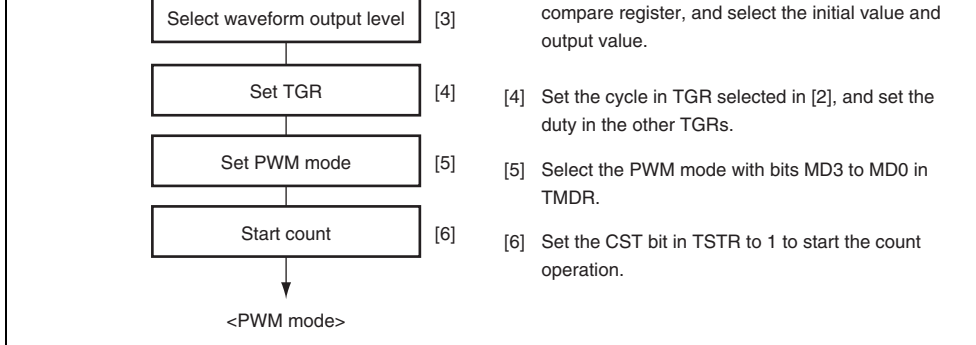 Select waveform output level [3]
compare register, and select the initial value and
output value.
Set TGR [4]
[4] Set the cycle in TGR selected in [2], and set the
duty in the other TGRs.
Set PWM mode [5]
[5] Select the PWM mode with bits MD3 to MD0 in
TMDR.
Start count [6]
[6] Set the CST bit in TSTR to 1 to start the count
operation.
<PWM mode>